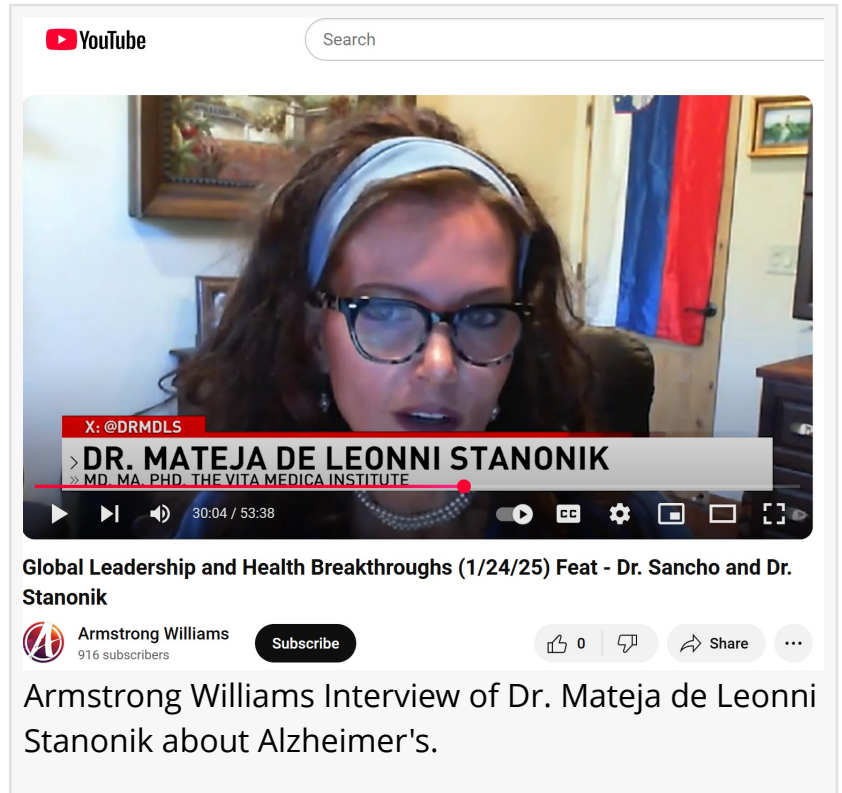 YouTube
Search
X: @DRMDLS
> DR. MATEJA DE LEONNI STANONIK
» MD, MA, PHD, THE VITA MEDICA INSTITUTE
30:04 / 53:38
CC
Global Leadership and Health Breakthroughs (1/24/25) Feat - Dr. Sancho and Dr.
Stanonik
Armstrong Williams
916 subscribers
Subscribe
0
Share
Armstrong Williams Interview of Dr. Mateja de Leonni
Stanonik about Alzheimer's.